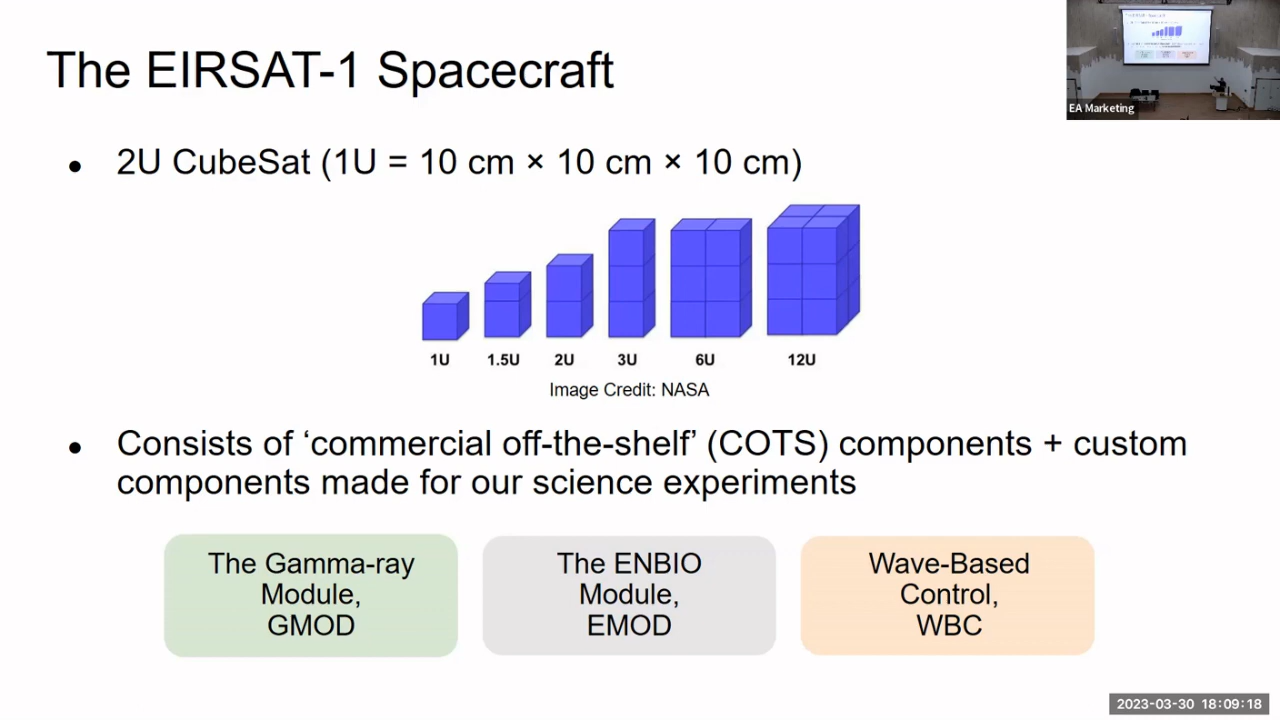 The EIRSAT-1 Spacecraft
EA Marketing
● 2U CubeSat (1U = 10 cm × 10 cm × 10 cm)
1U 1.5U 2U 3U 6U 12U
Image Credit: NASA
● Consists of ‘commercial off-the-shelf’ (COTS) components + custom
components made for our science experiments
The Gamma-ray
Module,
GMOD
The ENBIO
Module,
EMOD
Wave-Based
Control,
WBC
2023-03-30 18:09:18